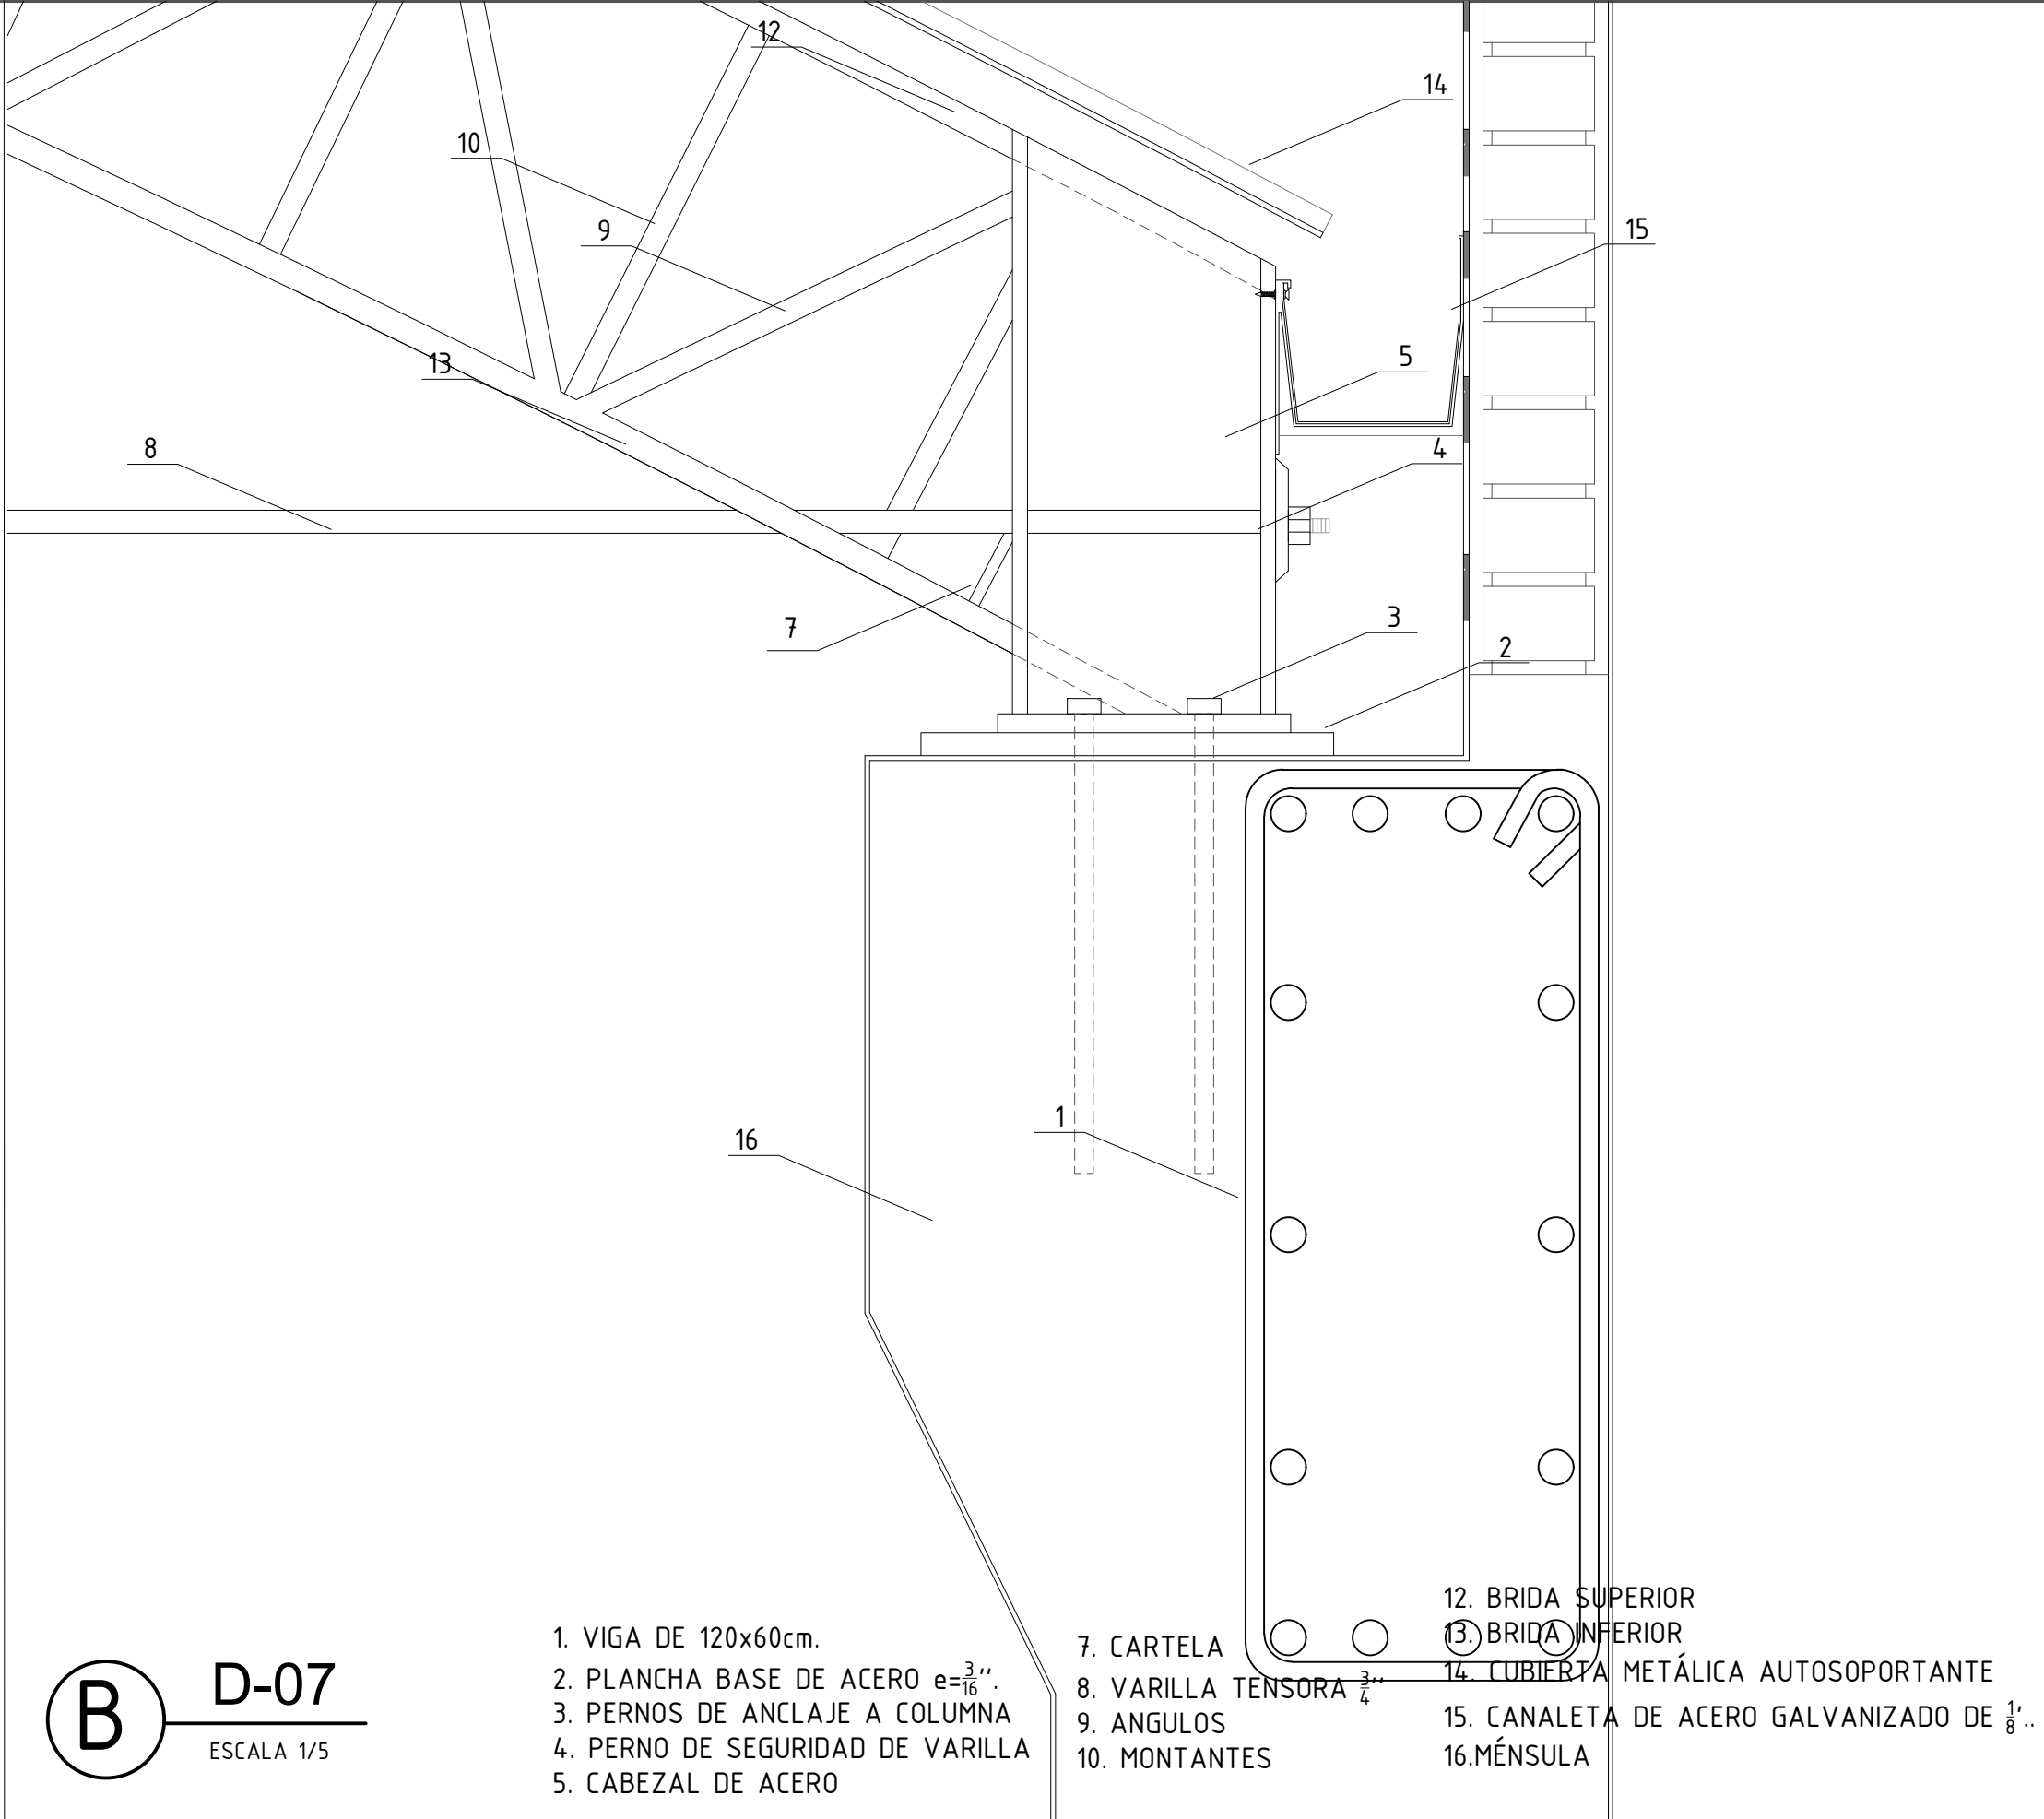 12
14
10
9
15
13
5
8
4
7
3
2
1
16
B
D-07
ESCALA 1/5
1. VIGA DE 120x60cm.
2. PLANCHA BASE DE ACERO e=3/16''.
3. PERNOS DE ANCLAJE A COLUMNA
4. PERNO DE SEGURIDAD DE VARILLA
5. CABEZAL DE ACERO
7. CARTELA
8. VARILLA TENSORA 3/4''
9. ANGULOS
10. MONTANTES
12. BRIDA SUPERIOR
13. BRIDA INFERIOR
14. CUBIERTA METÁLICA AUTOSOPORTANTE
15. CANALETA DE ACERO GALVANIZADO DE 1/8'..
16.MÉNSULA